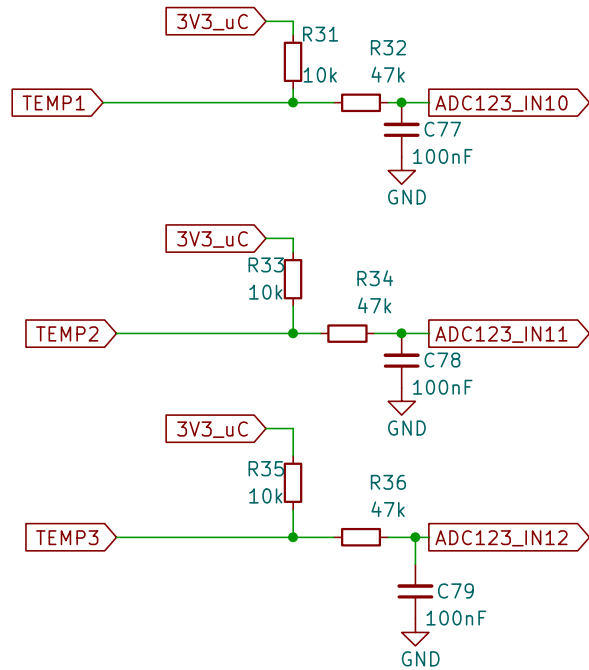 3V3_uC
R31
10k
R32
47k
TEMP1
ADC123_IN10
C77
100nF
GND
3V3_uC
R33
10k
R34
47k
TEMP2
ADC123_IN11
C78
100nF
GND
3V3_uC
R35
10k
R36
47k
TEMP3
ADC123_IN12
C79
100nF
GND